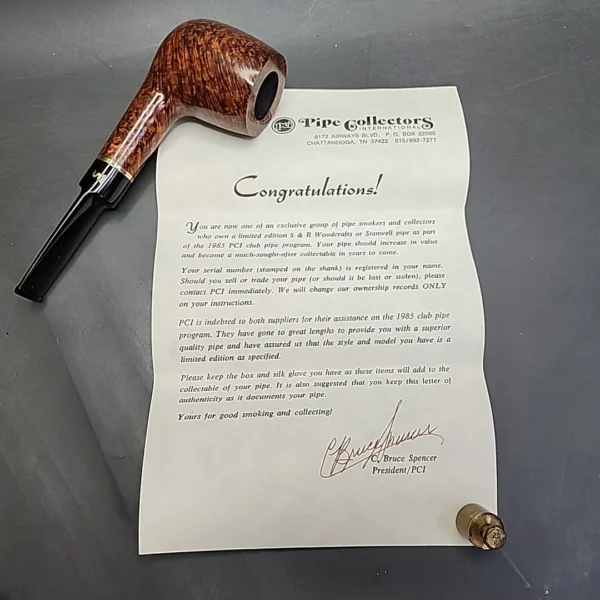 Pipe Collectors
INTERNATIONAL
6172 AIRWAYS BLVD. P. O. BOX 22085
CHATTANOOGA, TN 37422 615/892-7277
Congratulations!
You are now one of an exclusive group of pipe smokers and collectors
who own a limited edition S & R Woodcrafts or Stanwell pipe as part
of the 1985 PCI club pipe program. Your pipe should increase in value
and become a much-sought-after collectable in years to come.
Your serial number (stamped on the shank) is registered in your name.
Should you sell or trade your pipe (or should it be lost or stolen), please
contact PCI immediately. We will change our ownership records ONLY
on your instructions.
PCI is indebted to both suppliers for their assistance on the 1985 club pipe
program. They have gone to great lengths to provide you with a superior
quality pipe and have assured us that the style and model you have is a
limited edition as specified.
Please keep the box and silk glove you have as these items will add to the
collectable of your pipe. It is also suggested that you keep this letter of
authenticity as it documents your pipe.
Yours for good smoking and collecting!
C Bruce Spencer
C. Bruce Spencer
President/PCI